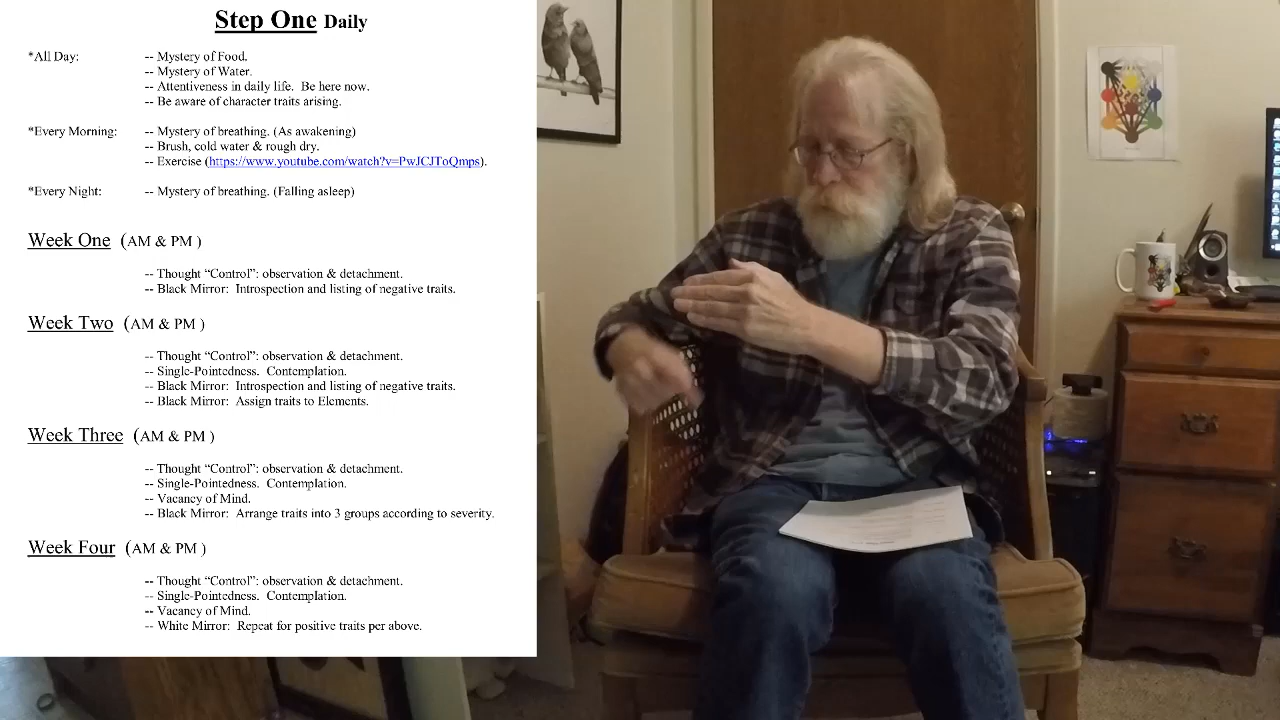 Step One Daily
*All Day: -- Mystery of Food.
-- Mystery of Water.
-- Attentiveness in daily life. Be here now.
-- Be aware of character traits arising.
*Every Morning: -- Mystery of breathing. (As awakening)
-- Brush, cold water & rough dry.
-- Exercise (https://www.youtube.com/watch?v=PwJCJToQmps).
*Every Night: -- Mystery of breathing. (Falling asleep)
Week One (AM & PM )
-- Thought “Control”: observation & detachment.
-- Black Mirror: Introspection and listing of negative traits.
Week Two (AM & PM )
-- Thought “Control”: observation & detachment.
-- Single-Pointedness. Contemplation.
-- Black Mirror: Introspection and listing of negative traits.
-- Black Mirror: Assign traits to Elements.
Week Three (AM & PM )
-- Thought “Control”: observation & detachment.
-- Single-Pointedness. Contemplation.
-- Vacancy of Mind.
-- Black Mirror: Arrange traits into 3 groups according to severity.
Week Four (AM & PM )
-- Thought “Control”: observation & detachment.
-- Single-Pointedness. Contemplation.
-- Vacancy of Mind.
-- White Mirror: Repeat for positive traits per above.